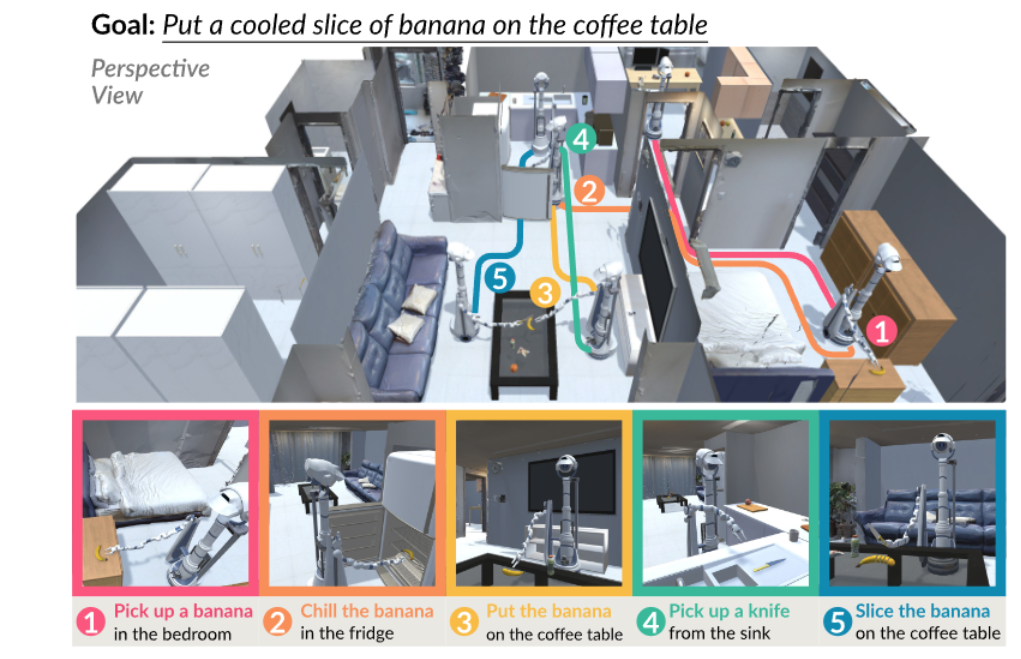 Goal: Put a cooled slice of banana on the coffee table
Perspective
View
4
2
5
3
1
1 Pick up a banana
in the bedroom
2 Chill the banana
in the fridge
3 Put the banana
on the coffee table
4 Pick up a knife
from the sink
5 Slice the banana
on the coffee table